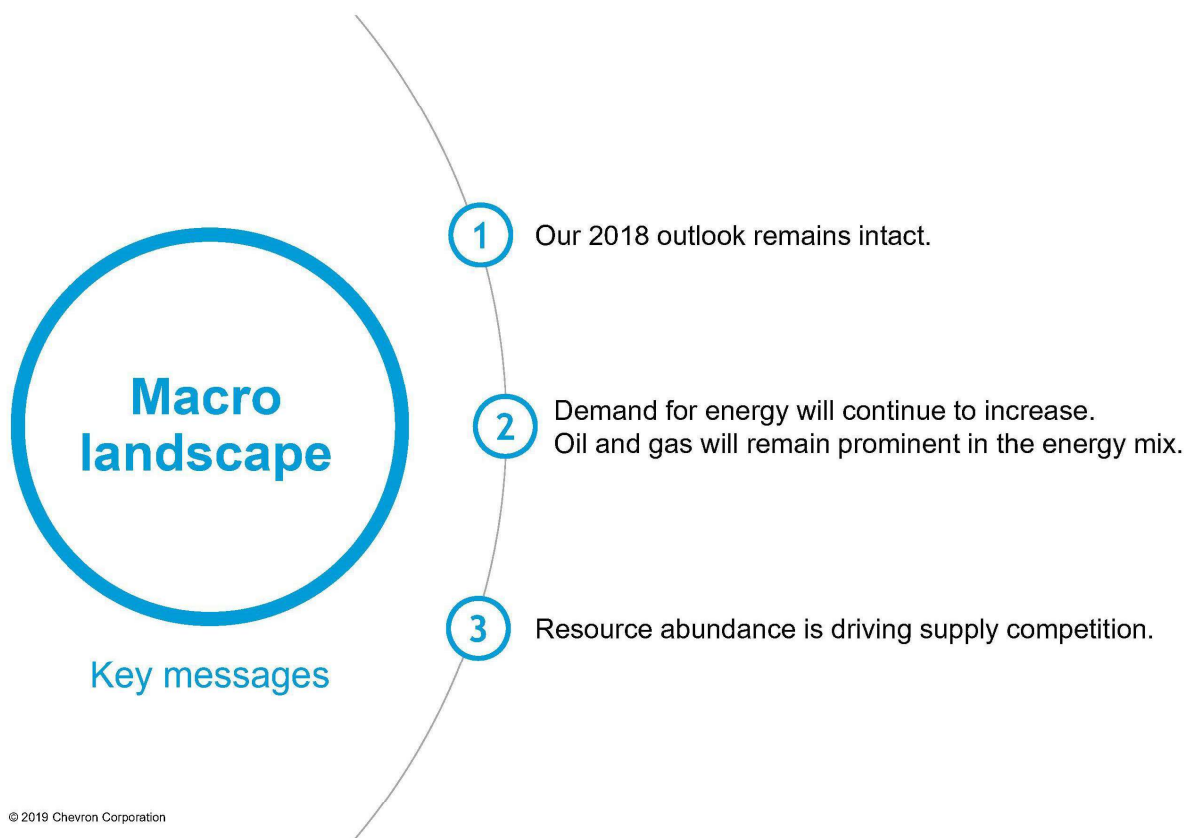 Macro
landscape
Key messages
1
Our 2018 outlook remains intact.
2
Demand for energy will continue to increase.
Oil and gas will remain prominent in the energy mix.
3
Resource abundance is driving supply competition.
© 2019 Chevron Corporation